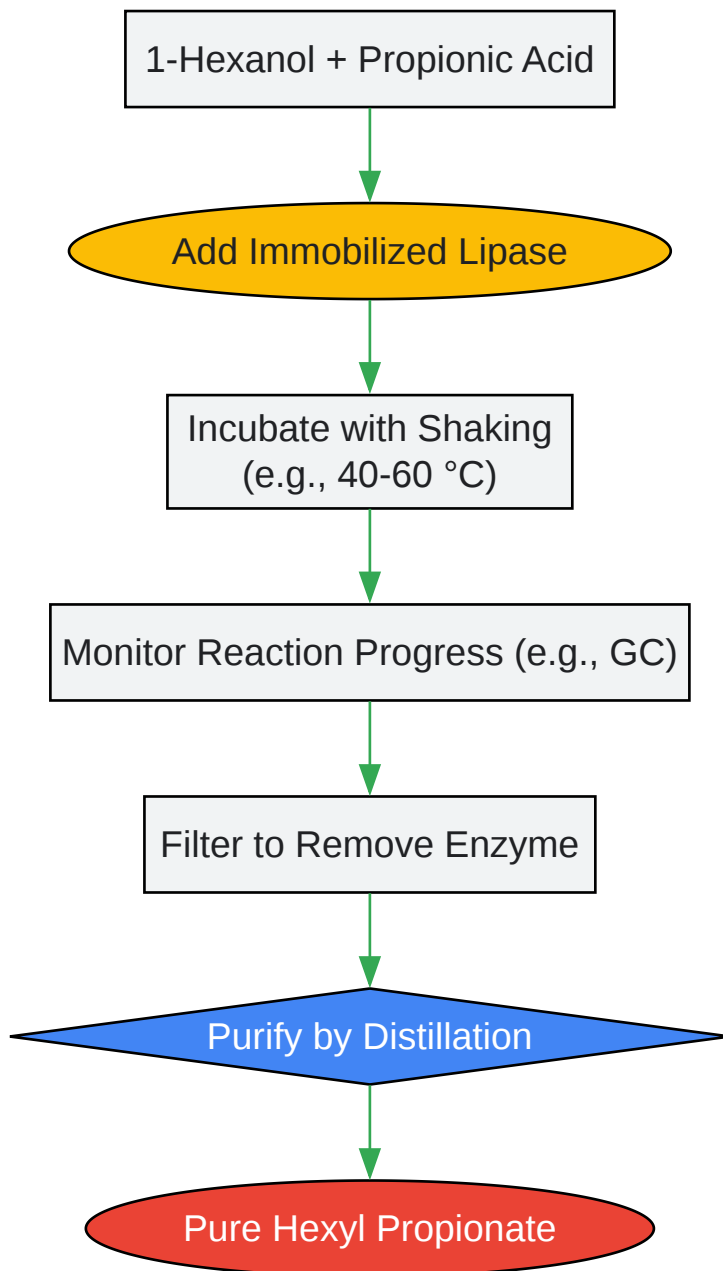 1-Hexanol + Propionic Acid
Add Immobilized Lipase
Incubate with Shaking
(e.g., 40-60 °C)
Monitor Reaction Progress (e.g., GC)
Filter to Remove Enzyme
Purify by Distillation
Pure Hexyl Propionate